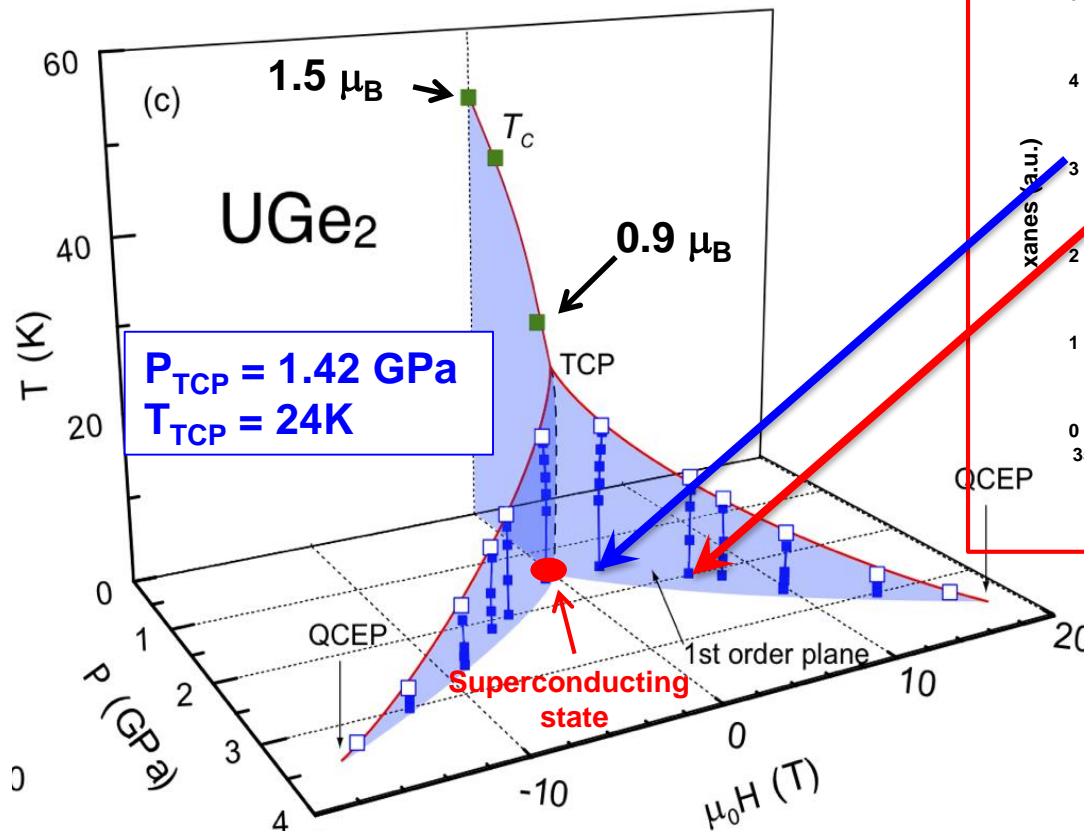 60
(c)
1.5 μB
TC
UGe2
0.9 μB
40
T (K)
PTCP = 1.42 GPa
TTCP = 24K
TCP
20
QCEP
0
1
2
3
4
P (GPa)
QCEP
Superconducting
state
1st order plane
-10
0
10
20
μ0H (T)
0
xanes (a.u.)
4
3
2
1
0